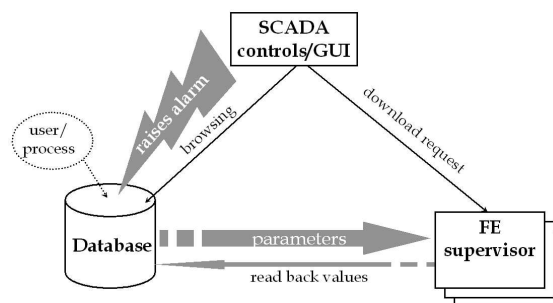 SCADA
controls/GUI
raises alarm
browsing
download request
user/
process
Database
parameters
FE
supervisor
read back values